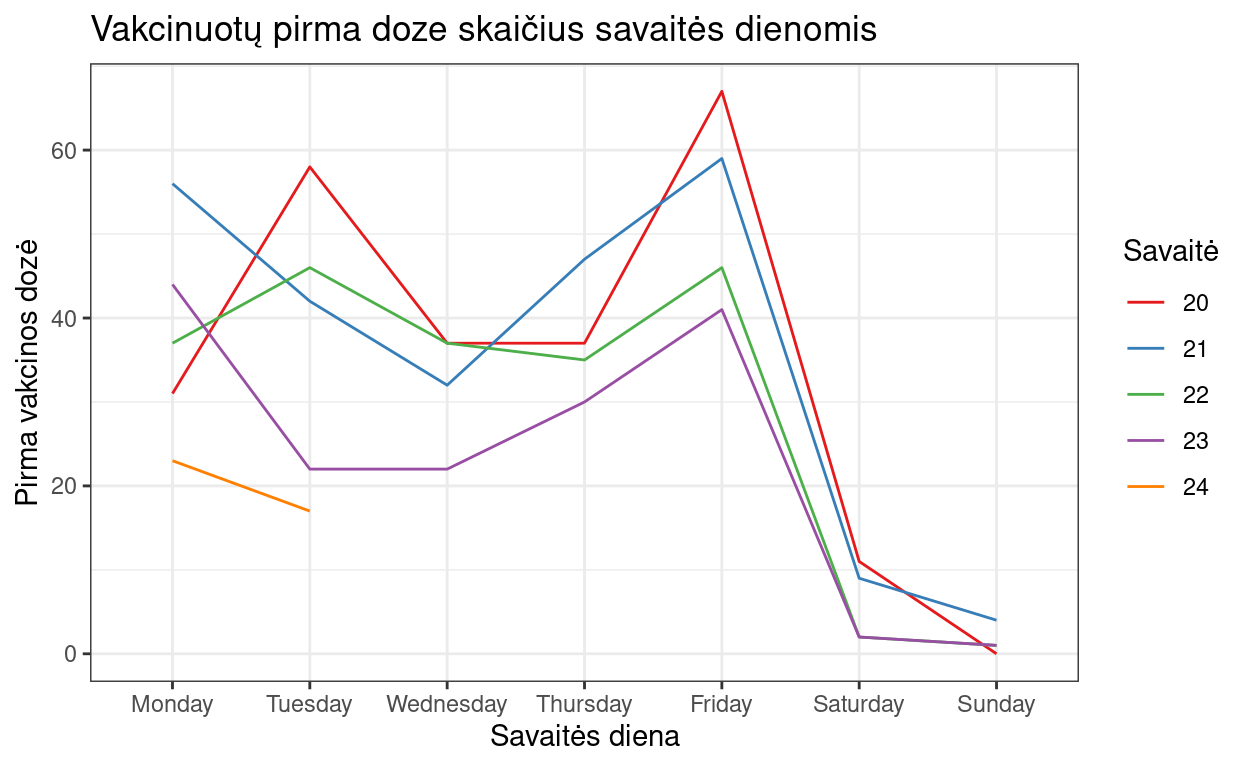 Vakcinuotų pirma doze skaičius savaitės dienomis
Pirma vakcinos dozė
60
40
20
0
Monday Tuesday Wednesday Thursday Friday Saturday Sunday
Savaitės diena
Savaitė
20
21
22
23
24